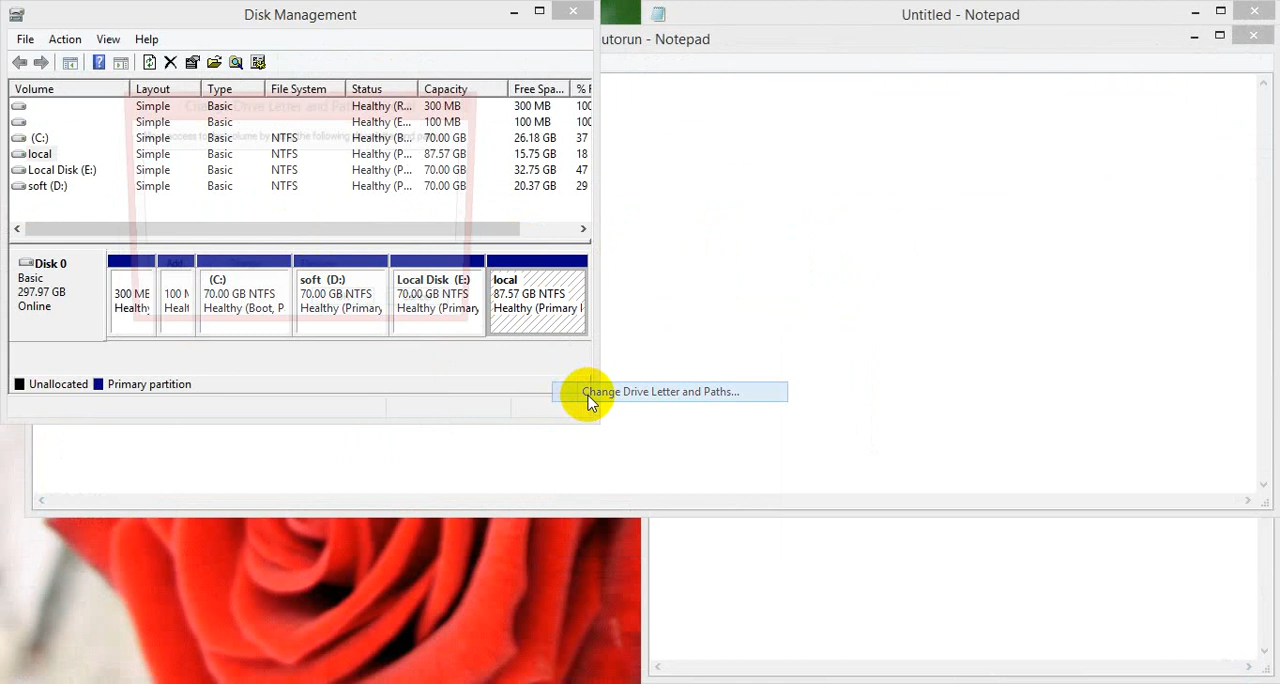 Disk Management
Untitled - Notepad
utorun - Notepad
File Action View Help
Volume Layout Type File System Status Capacity Free Spa... % F
Simple Basic Healthy (R... 300 MB 300 MB 100
Simple Basic Healthy (E... 100 MB 100 MB 100
(C:) Simple Basic NTFS Healthy (B... 70.00 GB 26.18 GB 37
local Simple Basic NTFS Healthy (P... 87.57 GB 15.75 GB 18
Local Disk (E:) Simple Basic NTFS Healthy (P... 70.00 GB 32.75 GB 47
soft (D:) Simple Basic NTFS Healthy (P... 70.00 GB 20.37 GB 29
Disk 0
Basic
297.97 GB
Online
300 ME
Healthy
100 N
Healt
(C:)
70.00 GB NTFS
Healthy (Boot, P
soft (D:)
70.00 GB NTFS
Healthy (Primary
Local Disk (E:)
70.00 GB NTFS
Healthy (Primary
local
87.57 GB NTFS
Healthy (Primary I
Unallocated Primary partition
Change Drive Letter and Paths...